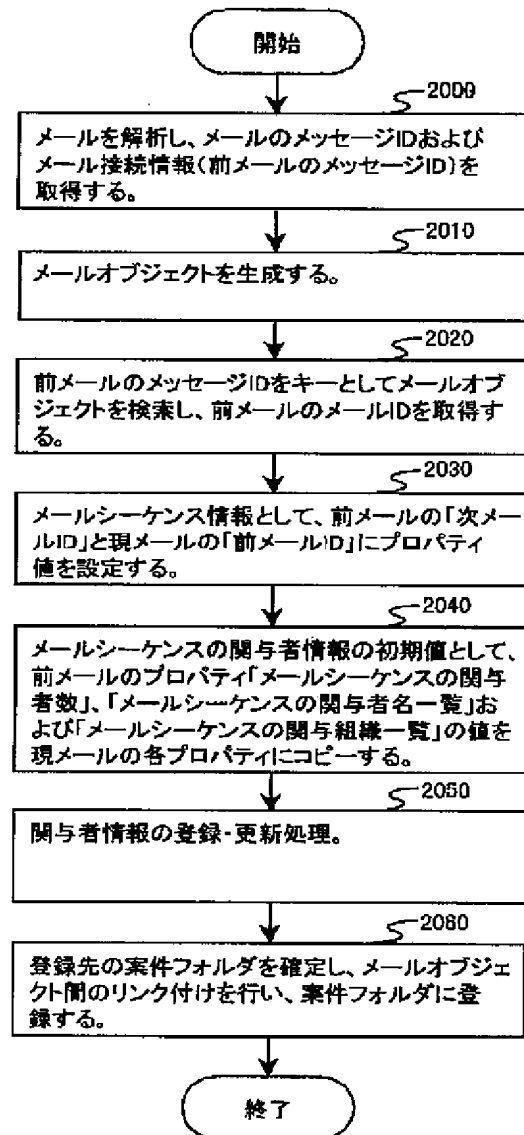 開始
2000
メールを解析し、メールのメッセージIDおよび
メール接続情報(前メールのメッセージID)を
取得する。
2010
メールオブジェクトを生成する。
2020
前メールのメッセージIDをキーとしてメールオブ
ジェクトを検索し、前メールのメールIDを取得す
る。
2030
メールシーケンス情報として、前メールの「次メー
ルID」と現メールの「前メールID」にプロパティ
値を設定する。
2040
メールシーケンスの関与者情報の初期値として、
前メールのプロパティ「メールシーケンスの関与
者数」、「メールシーケンスの関与者名一覧」お
よび「メールシーケンスの関与組織一覧」の値を
現メールの各プロパティにコピーする。
2050
関与者情報の登録・更新処理。
2060
登録先の案件フォルダを確定し、メールオブジェ
クト間のリンク付けを行い、案件フォルダに登
録する。
終了